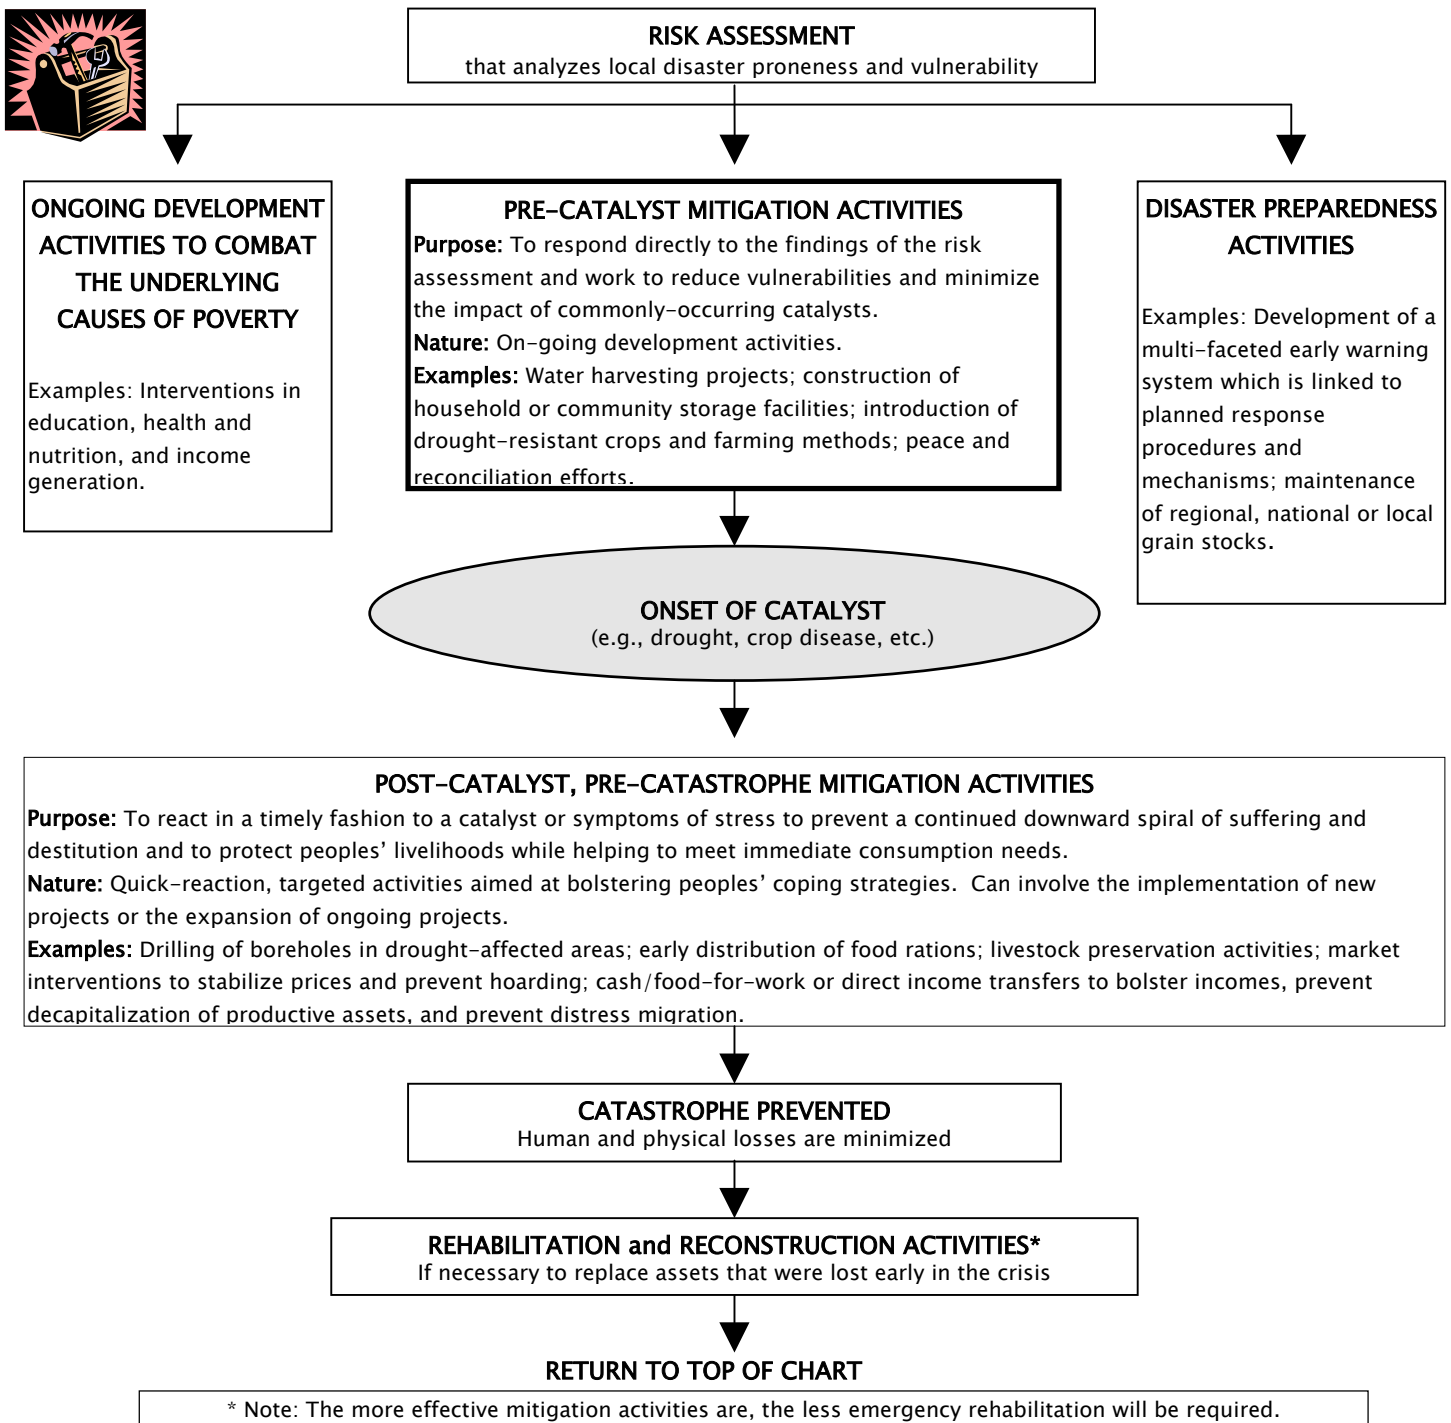 RISK ASSESSMENT
that analyzes local disaster proneness and vulnerability
ONGOING DEVELOPMENT
ACTIVITIES TO COMBAT
THE UNDERLYING
CAUSES OF POVERTY
Examples: Interventions in
education, health and
nutrition, and income
generation.
PRE-CATALYST MITIGATION ACTIVITIES
Purpose: To respond directly to the findings of the risk
assessment and work to reduce vulnerabilities and minimize
the impact of commonly-occurring catalysts.
Nature: On-going development activities.
Examples: Water harvesting projects; construction of
household or community storage facilities; introduction of
drought-resistant crops and farming methods; peace and
reconciliation efforts.
DISASTER PREPAREDNESS
ACTIVITIES
Examples: Development of a
multi-faceted early warning
system which is linked to
planned response
procedures and
mechanisms; maintenance
of regional, national or local
grain stocks.
ONSET OF CATALYST
(e.g., drought, crop disease, etc.)
POST-CATALYST, PRE-CATASTROPHE MITIGATION ACTIVITIES
Purpose: To react in a timely fashion to a catalyst or symptoms of stress to prevent a continued downward spiral of suffering and
destitution and to protect peoples' livelihoods while helping to meet immediate consumption needs.
Nature: Quick-reaction, targeted activities aimed at bolstering peoples' coping strategies.  Can involve the implementation of new
projects or the expansion of ongoing projects.
Examples: Drilling of boreholes in drought-affected areas; early distribution of food rations; livestock preservation activities; market
interventions to stabilize prices and prevent hoarding; cash/food-for-work or direct income transfers to bolster incomes, prevent
decapitalization of productive assets, and prevent distress migration.
CATASTROPHE PREVENTED
Human and physical losses are minimized
REHABILITATION and RECONSTRUCTION ACTIVITIES*
If necessary to replace assets that were lost early in the crisis
RETURN TO TOP OF CHART
* Note: The more effective mitigation activities are, the less emergency rehabilitation will be required.